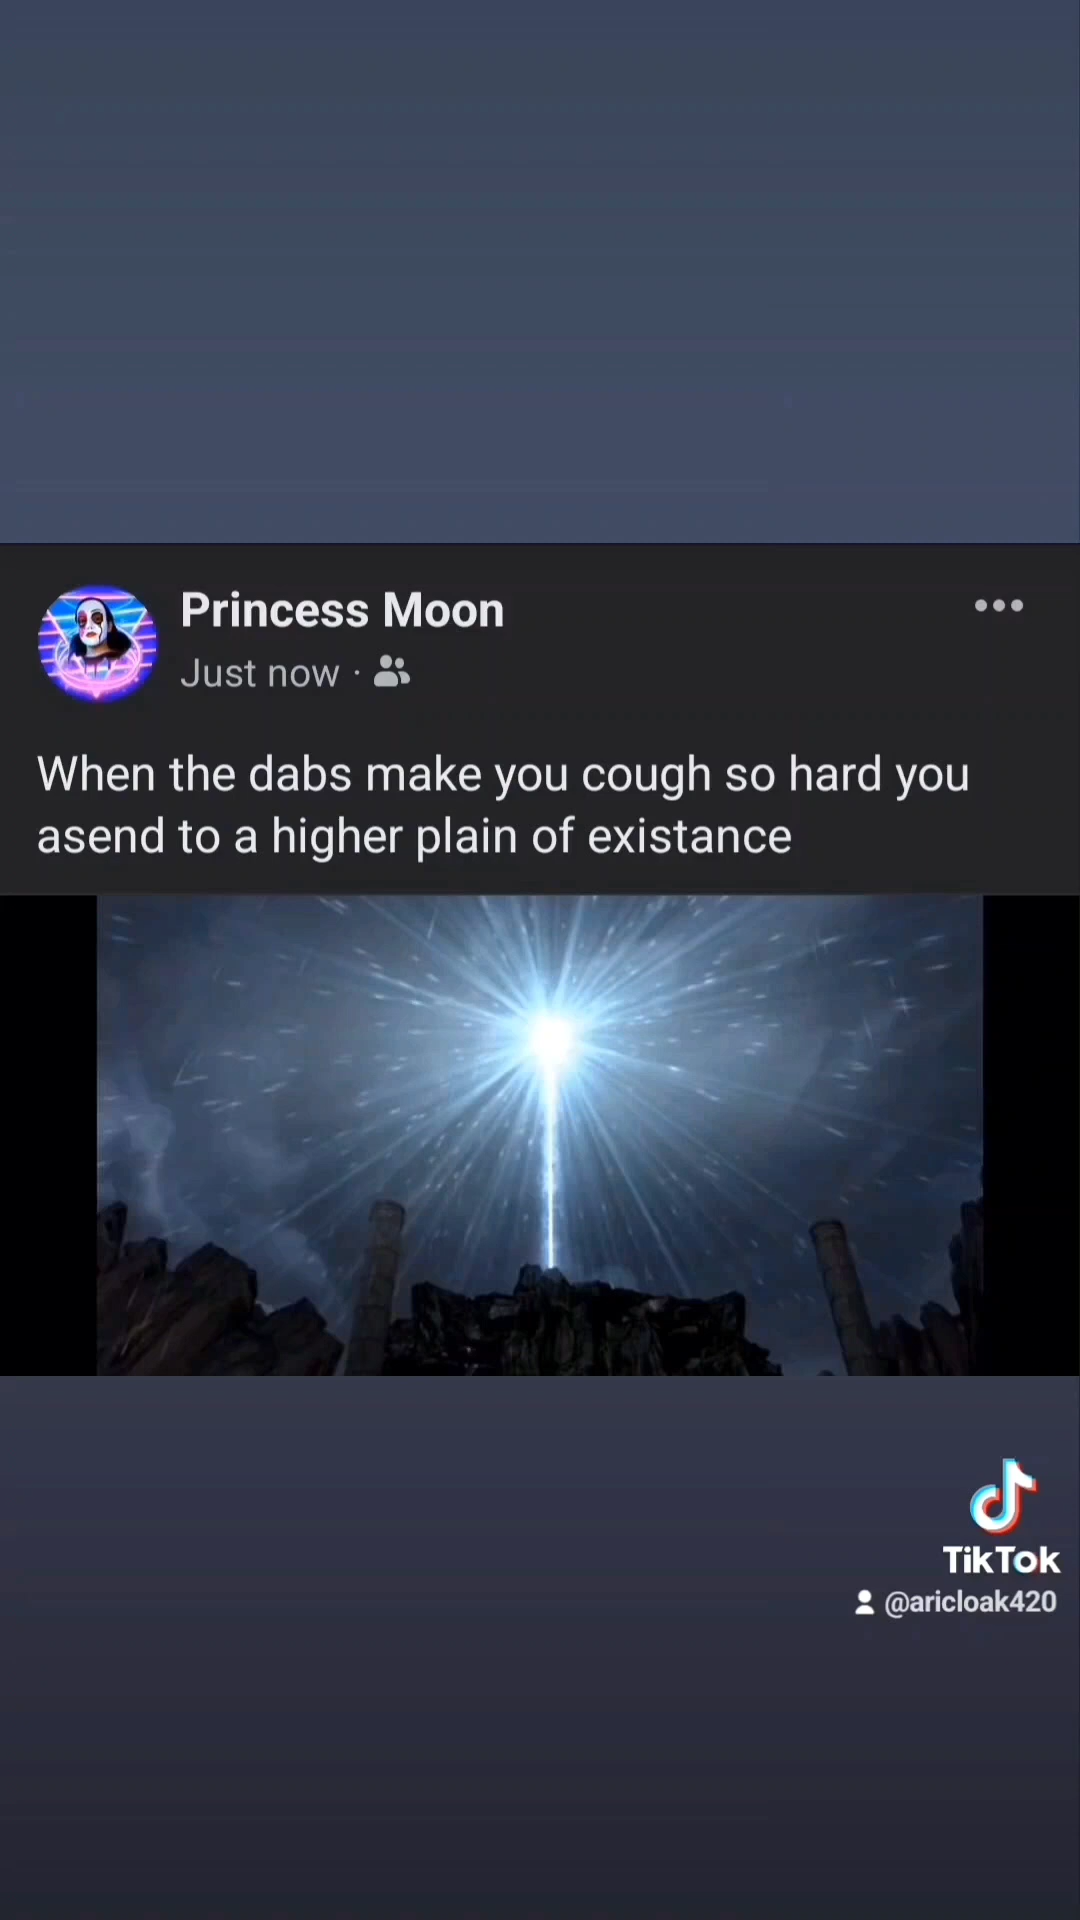 Princess Moon
Just now ·
When the dabs make you cough so hard you
asend to a higher plain of existance
TikTok
@aricloak420